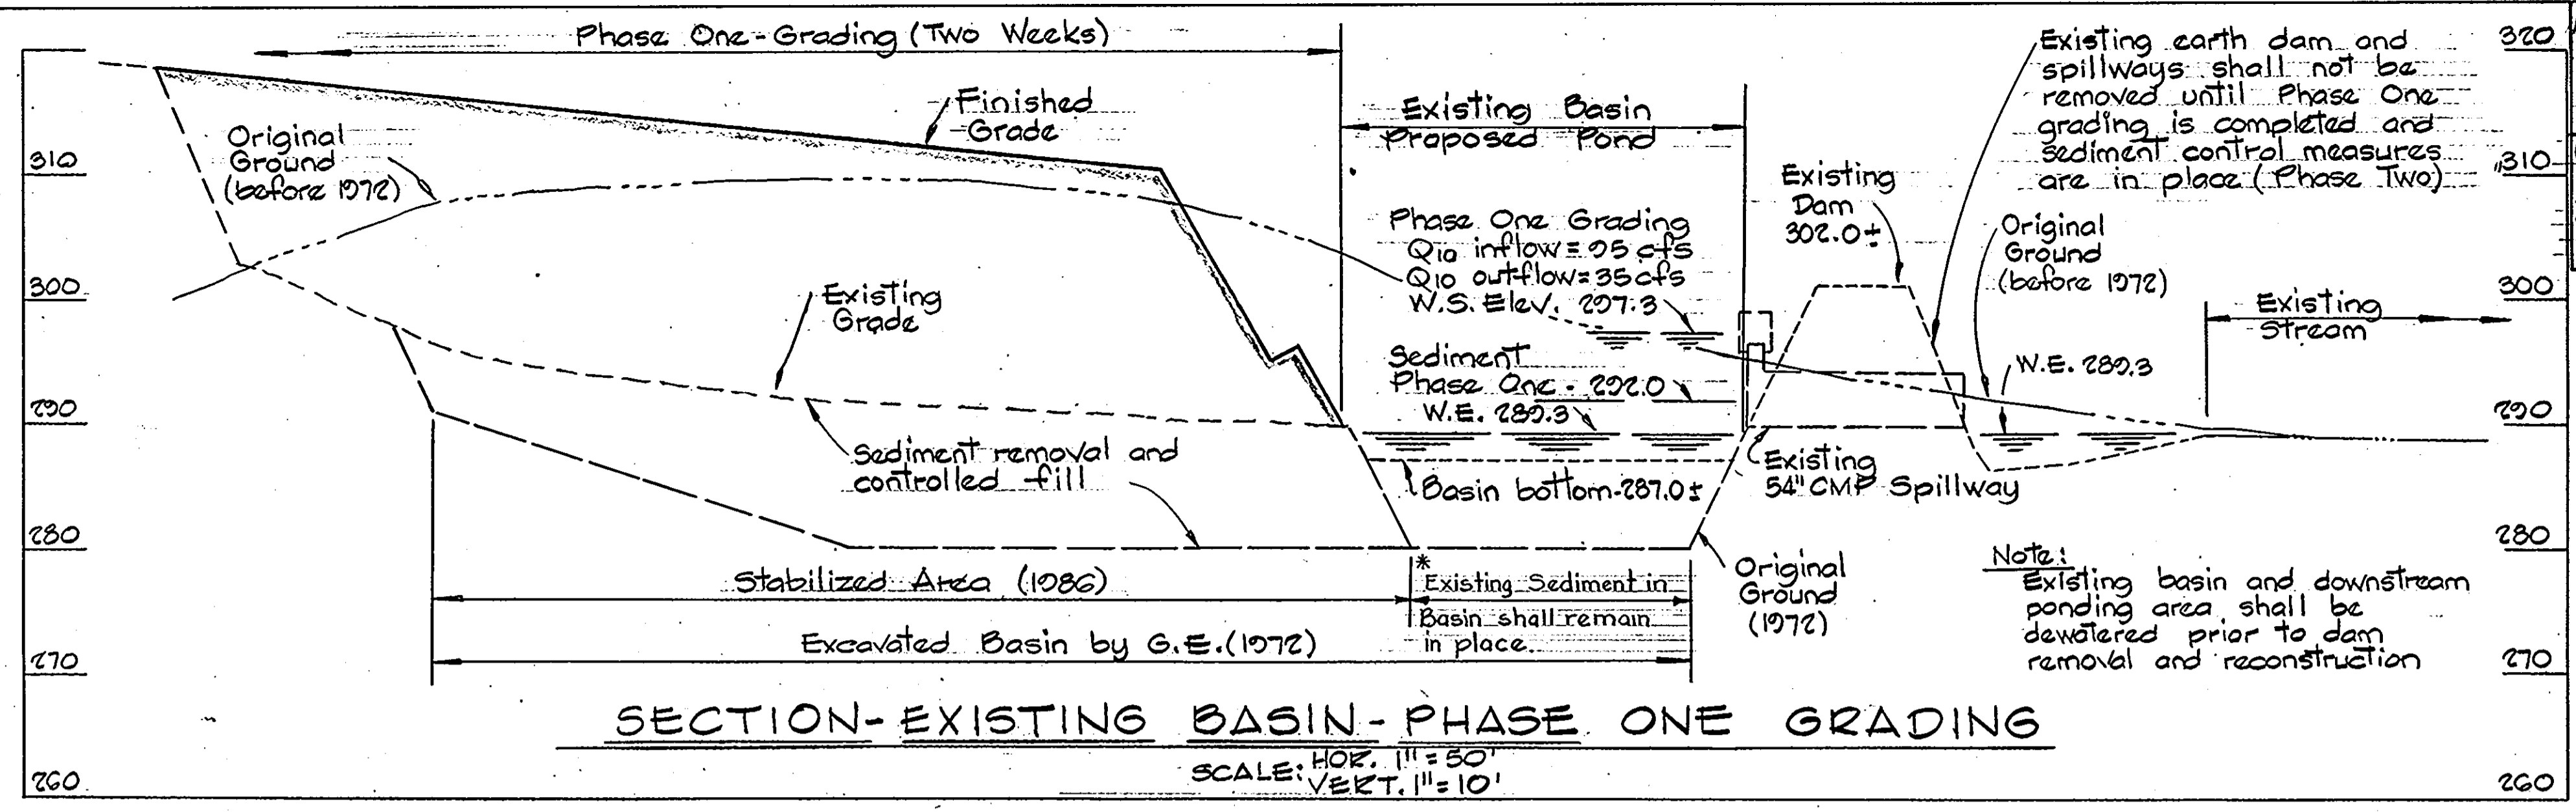 Phase One-Grading (Two Weeks)
Existing earth dam and
spillways shall not be
removed until Phase One
grading is completed and
sediment control measures
are in place (Phase Two)
320
Finished
Grade
Existing Basin
Proposed Pond
Original
Ground
(before 1972)
310
310
Existing
Dam
302.0±
Phase One Grading
Q10 inflow = 95 cfs
Q10 outflow = 35 cfs
W.S. Elev. 297.3
Original
Ground
(before 1972)
300
300
Existing
Grade
Existing
Stream
Sediment
Phase One - 292.0
W.E. 289.3
W.E. 289.3
290
290
Sediment removal and
controlled fill
Basin bottom-287.0±
Existing
54" CMP Spillway
280
280
Stabilized Area (1986)
*
Existing Sediment in
Basin shall remain
in place.
Original
Ground
(1972)
Note:
Existing basin and downstream
ponding area shall be
dewatered prior to dam
removal and reconstruction
Excavated Basin by G.E. (1972)
270
270
SECTION-EXISTING BASIN-PHASE ONE GRADING
SCALE: HOR. 1"=50'
VERT. 1"=10'
260
260